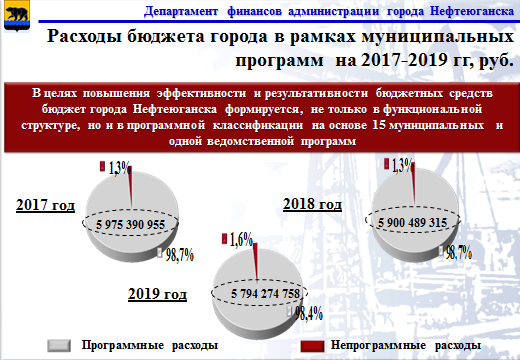 Департамент финансов администрации города Нефтеюганска
Расходы бюджета города в рамках муниципальных
программ на 2017-2019 гг, руб.
В целях повышения эффективности и результативности бюджетных средств
бюджет города Нефтеюганска формируется, не только в функциональной
структуре, но и в программной классификации на основе 15 муниципальных и
одной ведомственной программ
1,3%
2017 год
5 975 390 955
98,7%
1,3%
2018 год
5 900 489 315
98,7%
1,6%
2019 год
5 794 274 758
98,4%
Программные расходы
Непрограммные расходы